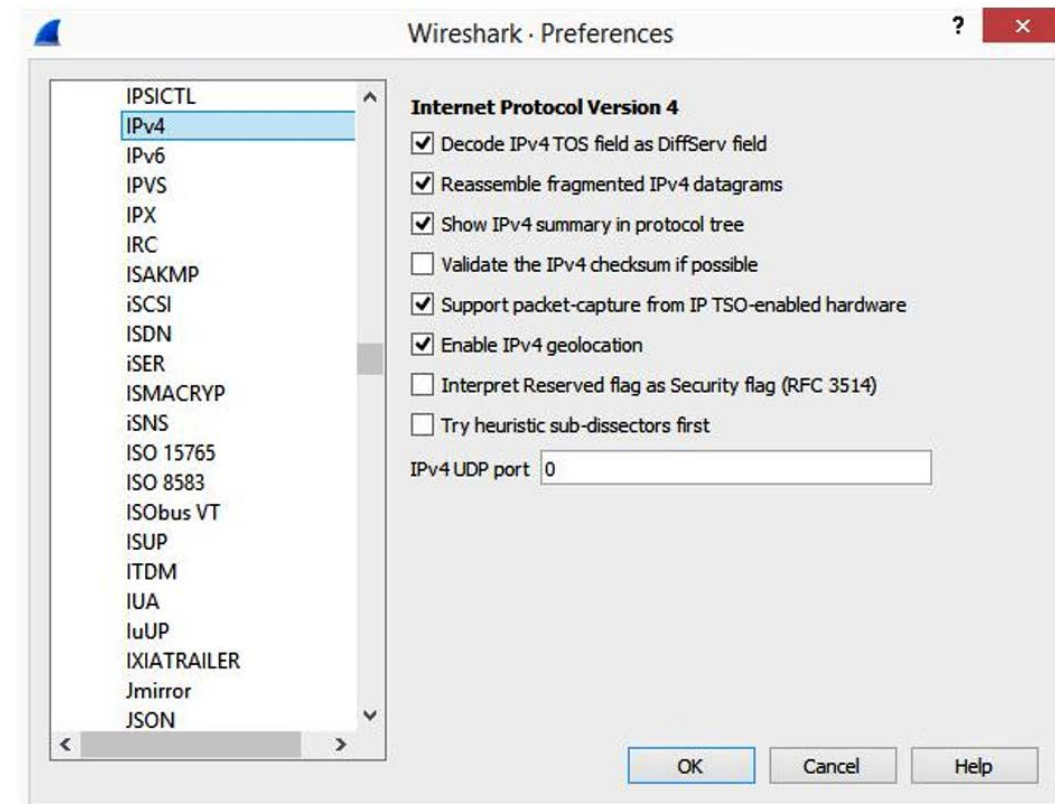 Wireshark · Preferences
?
IPSICTL
IPv4
IPv6
IPVS
IPX
IRC
ISAKMP
iSCSI
ISDN
iSER
ISMACRYP
iSNS
ISO 15765
ISO 8583
ISObus VT
ISUP
ITDM
IUA
IuUP
IXIATRAILER
Jmirror
JSON
Internet Protocol Version 4
Decode IPv4 TOS field as DiffServ field
Reassemble fragmented IPv4 datagrams
Show IPv4 summary in protocol tree
Validate the IPv4 checksum if possible
Support packet-capture from IP TSO-enabled hardware
Enable IPv4 geolocation
Interpret Reserved flag as Security flag (RFC 3514)
Try heuristic sub-dissectors first
IPv4 UDP port 0
OK Cancel Help